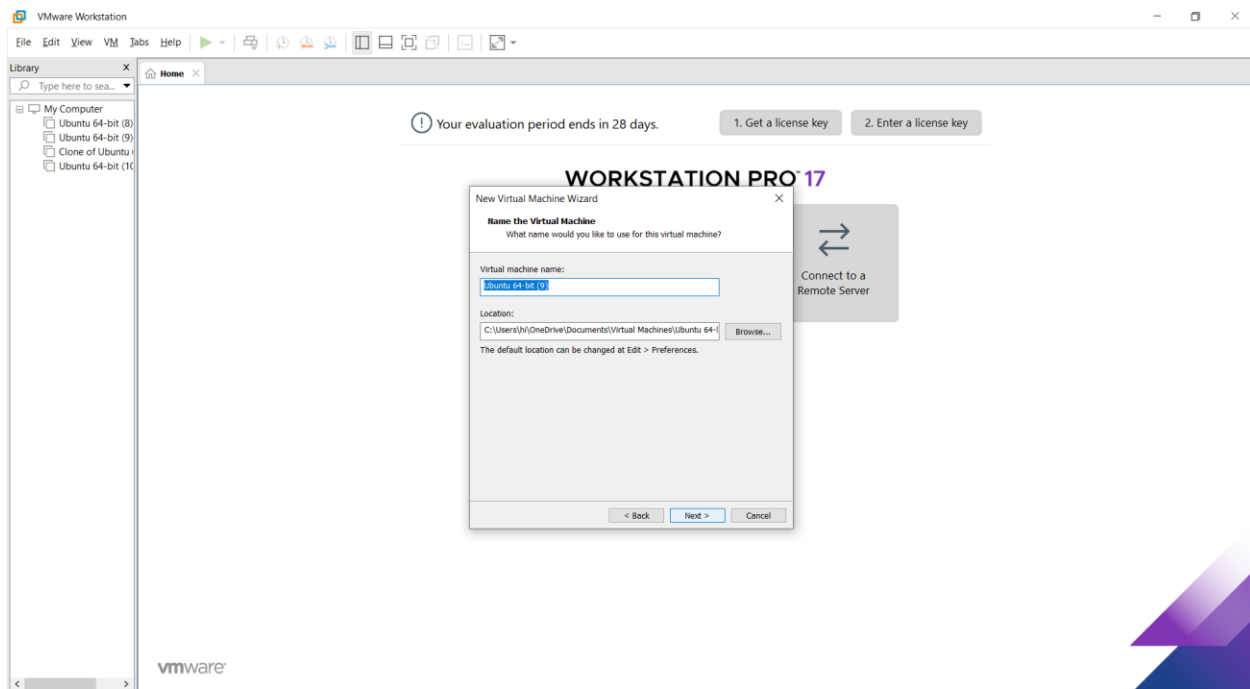 VMware Workstation
File Edit View VM Tabs Help
Library X
Home
Type here to sea...
My Computer
Ubuntu 64-bit (8)
Ubuntu 64-bit (9)
Clone of Ubuntu
Ubuntu 64-bit (10
Your evaluation period ends in 28 days.
1. Get a license key
2. Enter a license key
WORKSTATION PRO™ 17
New Virtual Machine Wizard
Name the Virtual Machine
What name would you like to use for this virtual machine?
Virtual machine name:
Ubuntu 64-bit (9)
Location:
C:\Users\hi\OneDrive\Documents\Virtual Machines\Ubuntu 64-
Browse...
The default location can be changed at Edit > Preferences.
< Back
Next >
Cancel
Connect to a
Remote Server
vmware